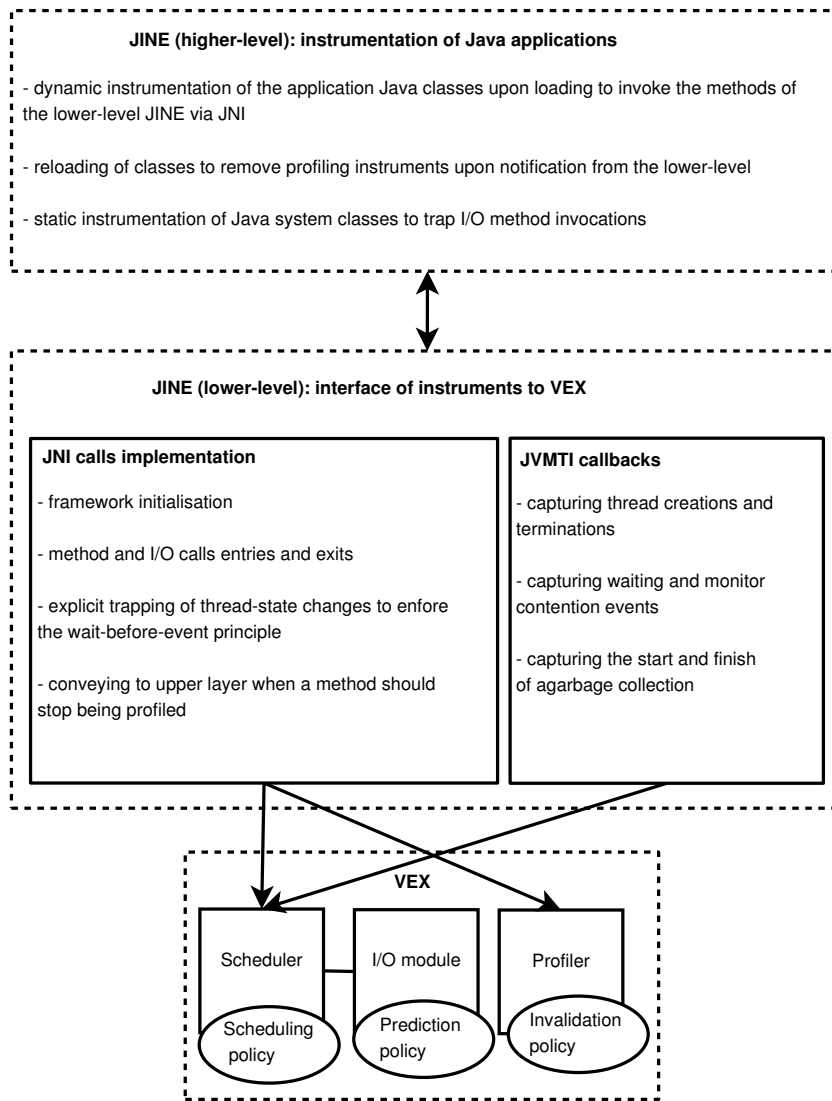 JINE (higher-level): instrumentation of Java applications
- dynamic instrumentation of the application Java classes upon loading to invoke the methods of
the lower-level JINE via JNI
- reloading of classes to remove profiling instruments upon notification from the lower-level
- static instrumentation of Java system classes to trap I/O method invocations
JINE (lower-level): interface of instruments to VEX
JNI calls implementation
- framework initialisation
- method and I/O calls entries and exits
- explicit trapping of thread-state changes to enfore
the wait-before-event principle
- conveying to upper layer when a method should
stop being profiled
JVMTI callbacks
- capturing thread creations and
terminations
- capturing waiting and monitor
contention events
- capturing the start and finish
of agarbage collection
VEX
Scheduler
I/O module
Profiler
Scheduling
policy
Prediction
policy
Invalidation
policy